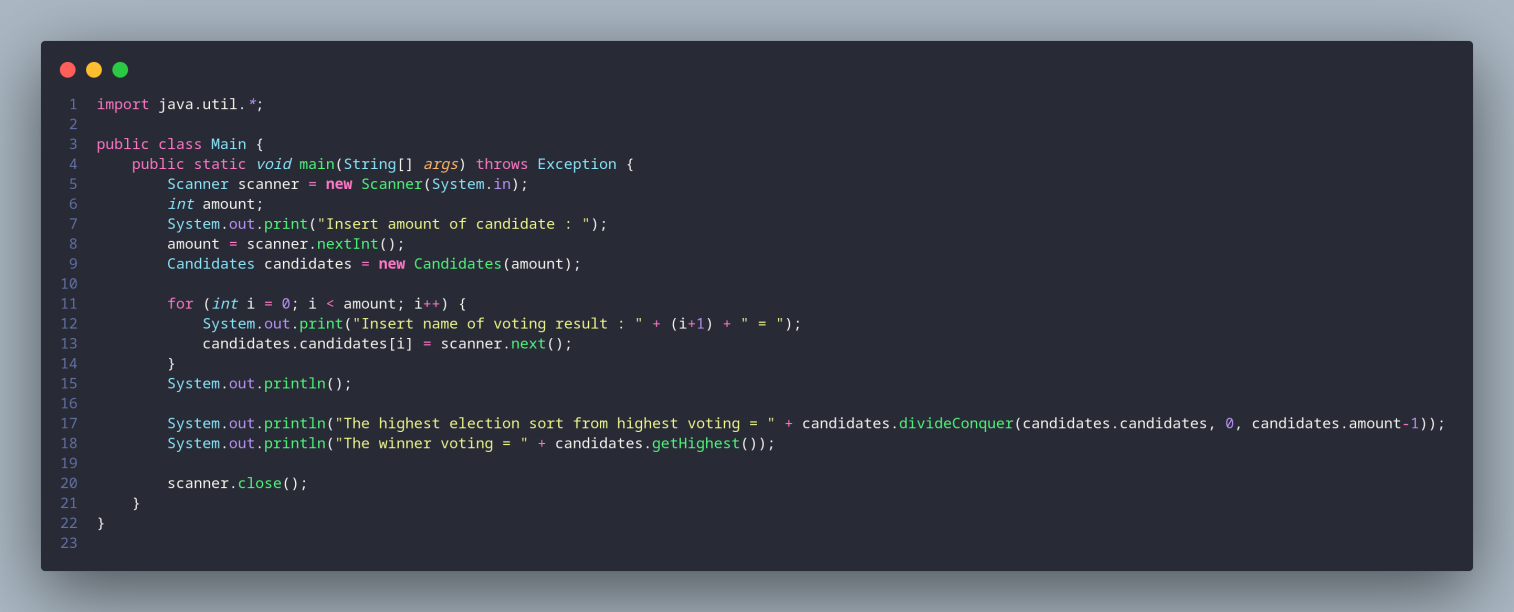 1 import java.util.*;
2
3 public class Main {
4     public static void main(String[] args) throws Exception {
5         Scanner scanner = new Scanner(System.in);
6         int amount;
7         System.out.print("Insert amount of candidate : ");
8         amount = scanner.nextInt();
9         Candidates candidates = new Candidates(amount);
10
11         for (int i = 0; i < amount; i++) {
12             System.out.print("Insert name of voting result : " + (i+1) + " = ");
13             candidates.candidates[i] = scanner.next();
14         }
15         System.out.println();
16
17         System.out.println("The highest election sort from highest voting = " + candidates.divideConquer(candidates.candidates, 0, candidates.amount-1));
18         System.out.println("The winner voting = " + candidates.getHighest());
19
20         scanner.close();
21     }
22 }
23